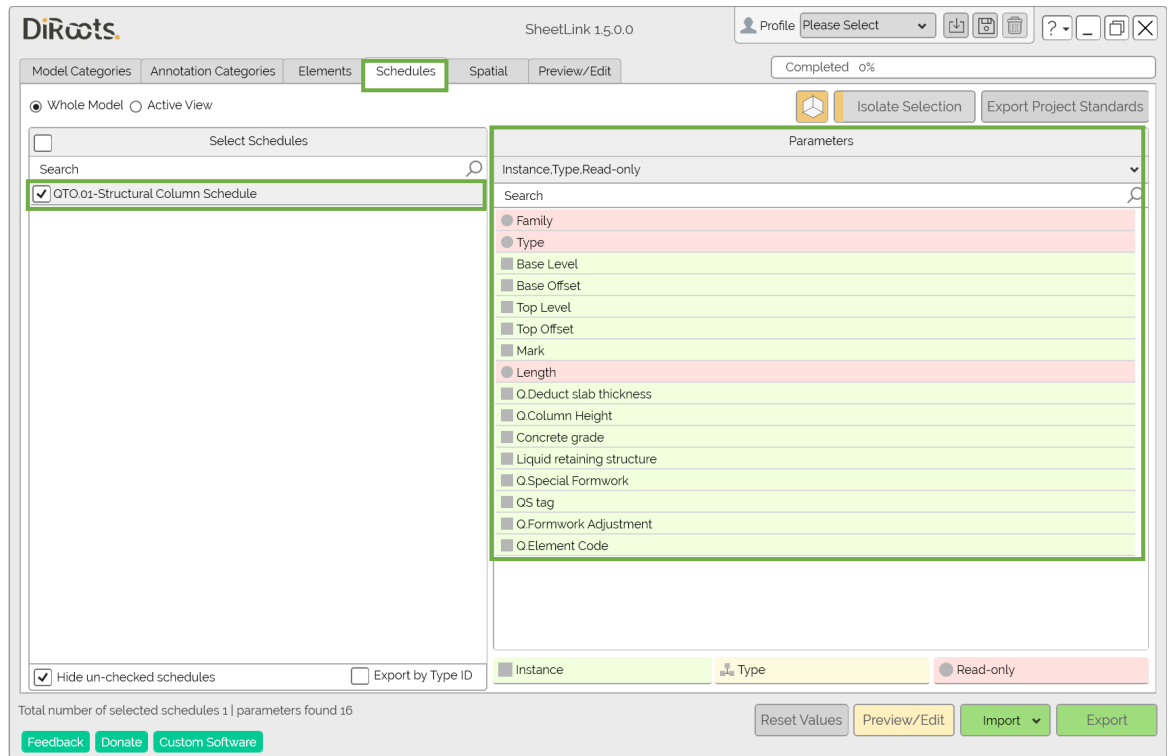 DiRoots.
SheetLink 1.5.0.0
Profile Please Select
?
Model Categories Annotation Categories Elements Schedules Spatial Preview/Edit
Completed 0%
Whole Model Active View
Isolate Selection Export Project Standards
Select Schedules
Search
QTO.01-Structural Column Schedule
Parameters
Instance,Type,Read-only
Search
Family
Type
Base Level
Base Offset
Top Level
Top Offset
Mark
Length
Q.Deduct slab thickness
Q.Column Height
Concrete grade
Liquid retaining structure
Q.Special Formwork
QS tag
Q.Formwork Adjustment
Q.Element Code
Hide un-checked schedules Export by Type ID
Instance Type Read-only
Total number of selected schedules 1 | parameters found 16
Reset Values Preview/Edit Import Export
Feedback Donate Custom Software